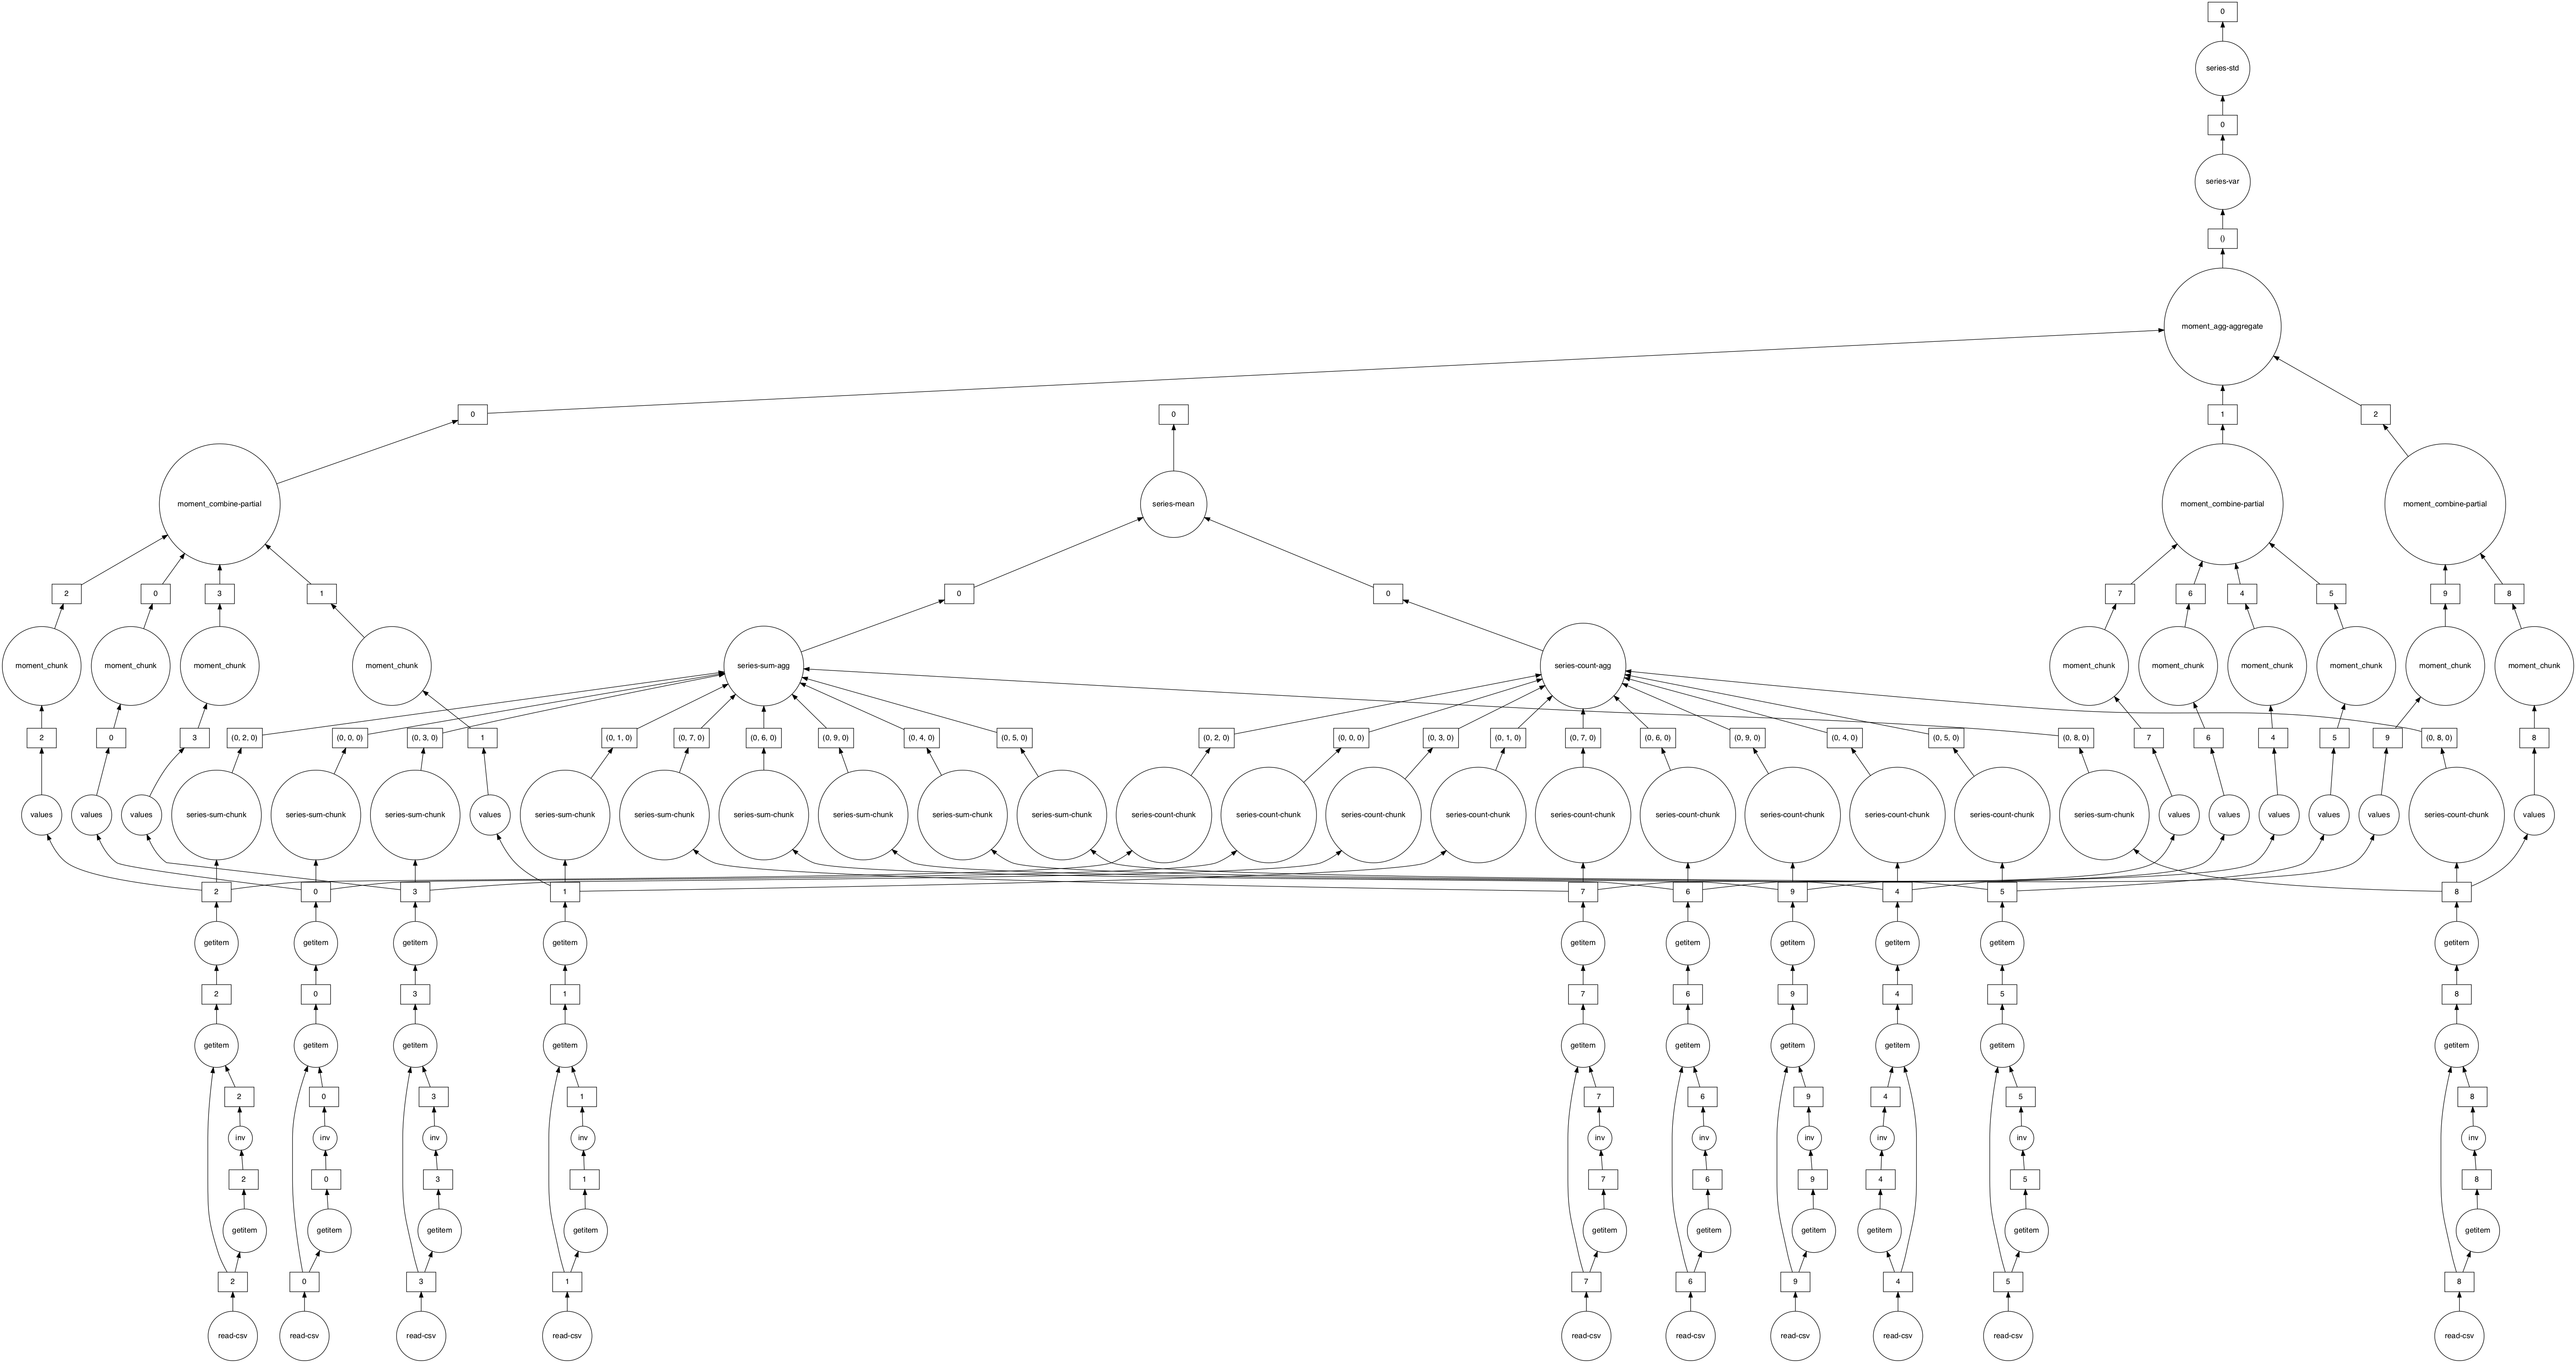 0
series-std
0
series-var
()
moment_agg-aggregate
0 0 1 2
moment_combine-partial series-mean moment_combine-partial moment_combine-partial
2 0 3 1 0 0 7 6 4 5 9 8
moment_chunk moment_chunk moment_chunk moment_chunk series-sum-agg series-count-agg moment_chunk moment_chunk moment_chunk moment_chunk moment_chunk moment_chunk
2 0 3 (0, 2, 0) (0, 0, 0) (0, 3, 0) 1 (0, 1, 0) (0, 7, 0) (0, 6, 0) (0, 9, 0) (0, 4, 0) (0, 5, 0) (0, 2, 0) (0, 0, 0) (0, 3, 0) (0, 1, 0) (0, 7, 0) (0, 6, 0) (0, 9, 0) (0, 4, 0) (0, 5, 0) (0, 8, 0) 7 6 4 5 9 (0, 8, 0) 8
values values values series-sum-chunk series-sum-chunk series-sum-chunk values series-sum-chunk series-sum-chunk series-sum-chunk series-sum-chunk series-sum-chunk series-sum-chunk series-count-chunk series-count-chunk series-count-chunk series-count-chunk series-count-chunk series-count-chunk series-count-chunk series-count-chunk series-count-chunk series-sum-chunk values values values values values series-count-chunk values
2 0 3 1 7 6 9 4 5 8
getitem getitem getitem getitem getitem getitem getitem getitem getitem getitem
2 0 3 1 7 6 9 4 5 8
getitem getitem getitem getitem getitem getitem getitem getitem getitem getitem
2 0 3 1 7 6 9 4 5 8
inv inv inv inv inv inv inv inv inv inv
2 0 3 1 7 6 9 4 5 8
getitem getitem getitem getitem getitem getitem getitem getitem getitem getitem
2 0 3 1 7 6 9 4 5 8
read-csv read-csv read-csv read-csv read-csv read-csv read-csv read-csv read-csv read-csv